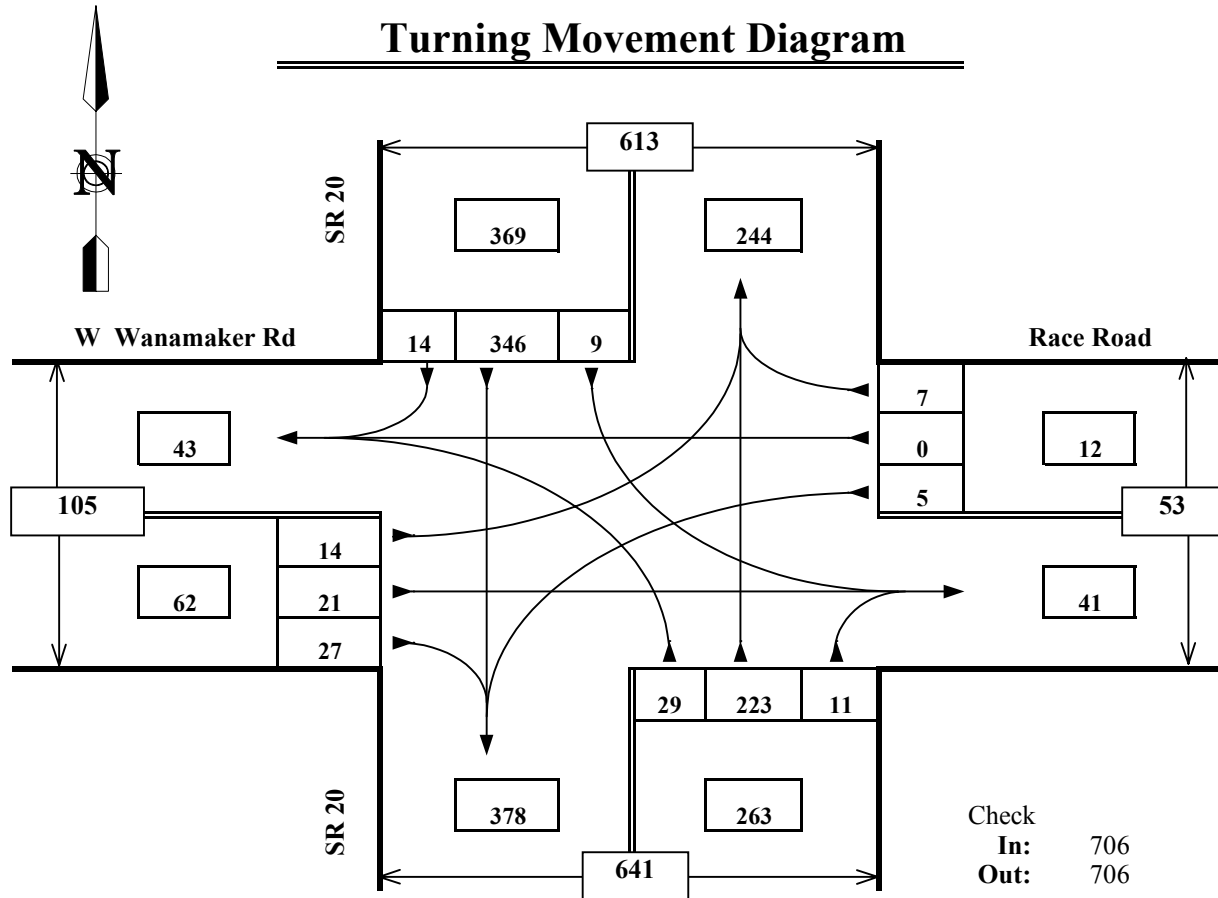 Turning Movement Diagram
N
SR 20
613
369
244
W Wanamaker Rd
14 346 9
Race Road
7
43
0
12
5
105
53
14
62
21
41
27
29 223 11
SR 20
378
263
641
Check
In: 706
Out: 706